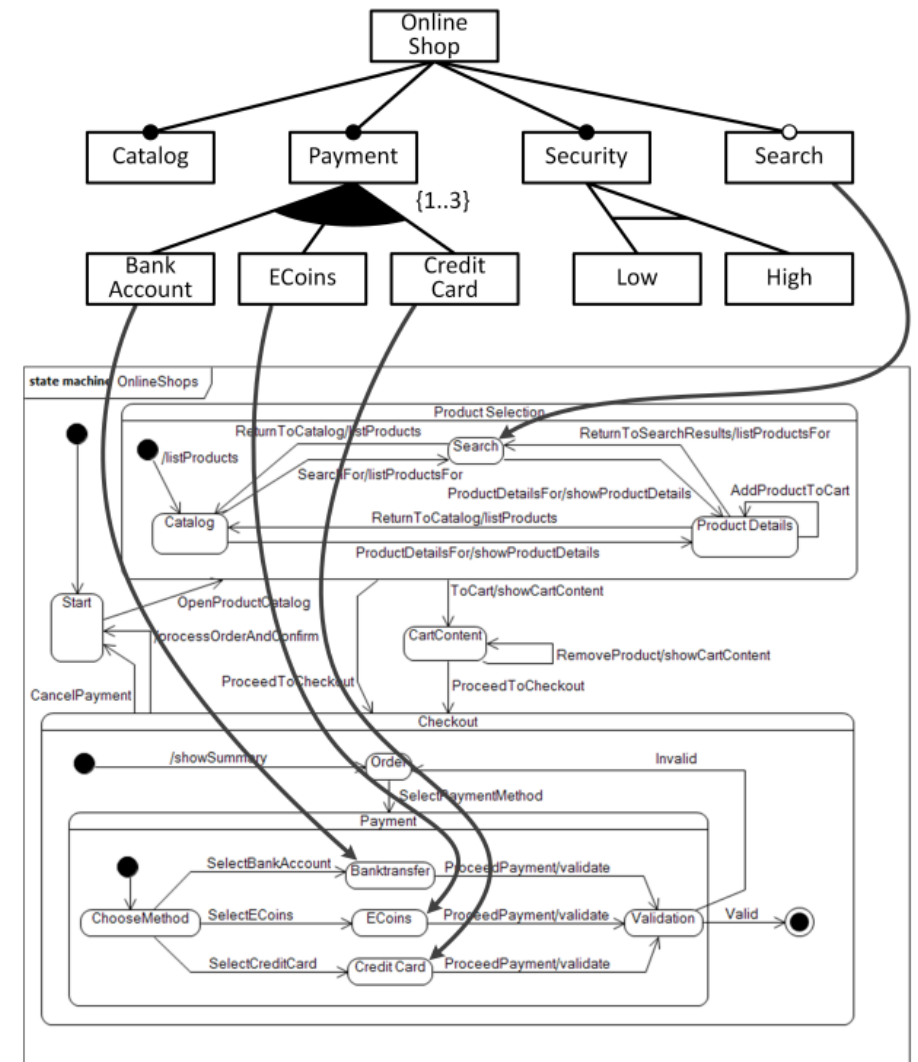 Online
Shop
Catalog
Payment
Security
Search
{1..3}
Bank
Account
ECoins
Credit
Card
Low
High
state machine OnlineShops
Product Selection
/listProducts
ReturnToCatalog/listProducts
Search
ReturnToSearchResults/listProductsFor
SearchFor/listProductsFor
ProductDetailsFor/showProductDetails
AddProductToCart
Catalog
ReturnToCatalog/listProducts
Product Details
ProductDetailsFor/showProductDetails
Start
OpenProductCatalog
ToCart/showCartContent
/processOrderAndConfirm
CartContent
RemoveProduct/showCartContent
CancelPayment
ProceedToCheckout
ProceedToCheckout
Checkout
/showSummary
Order
Invalid
SelectPaymentMethod
Payment
SelectBankAccount
Banktransfer
ProceedPayment/validate
ChooseMethod
SelectECoins
ECoins
ProceedPayment/validate
Validation
Valid
SelectCreditCard
Credit Card
ProceedPayment/validate